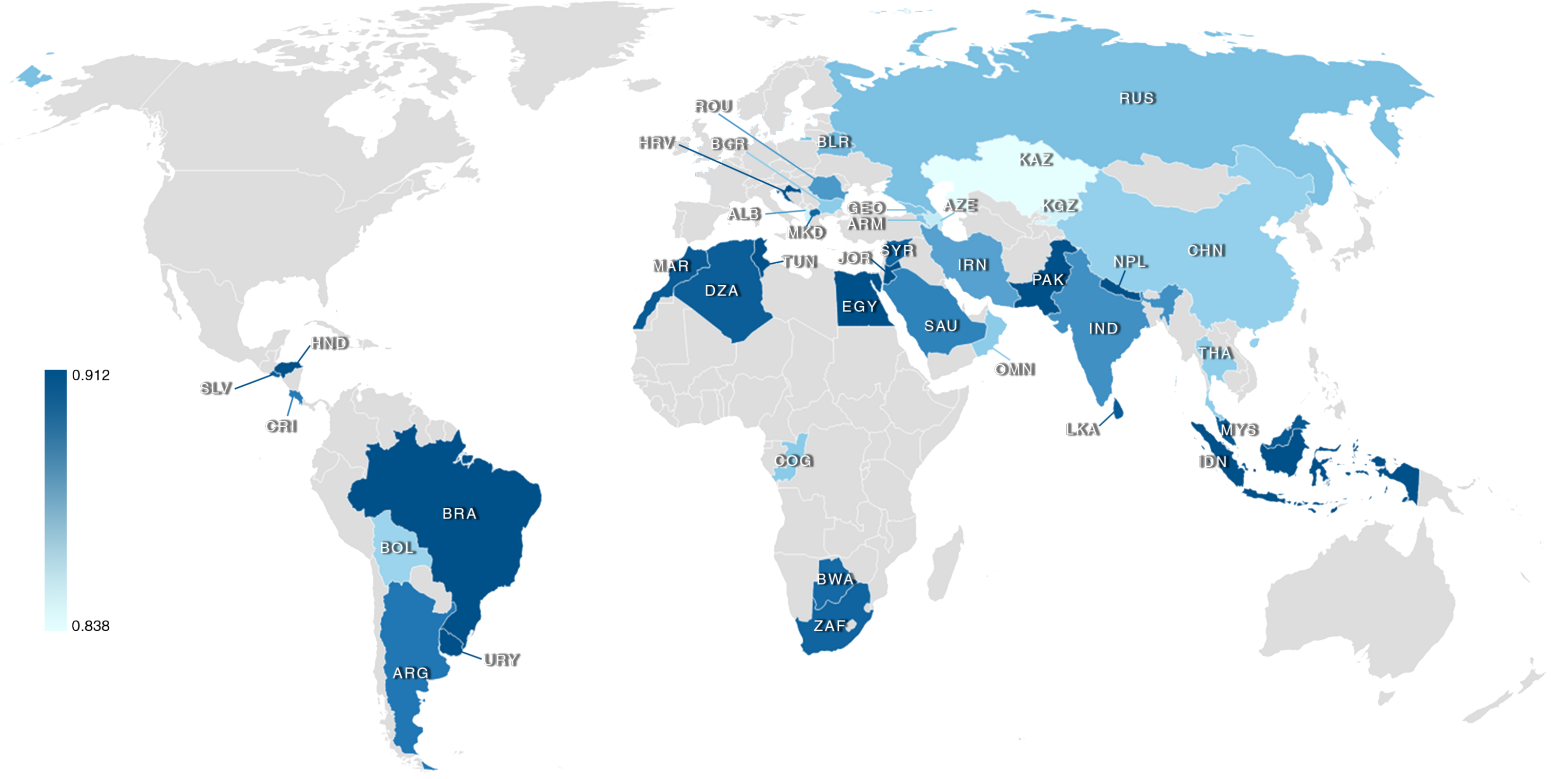 RUS
ROU
HRV
BGR
BLR
KAZ
ALB
GEO
AZE
KGZ
ARM
MKD
MAR
TUN
JOR
SYR
IRN
CHN
NPL
PAK
DZA
EGY
SAU
IND
HND
OMN
THA
0.912
SLV
CRI
LKA
MYS
COG
IDN
BRA
BOL
BWA
0.838
ZAF
URY
ARG